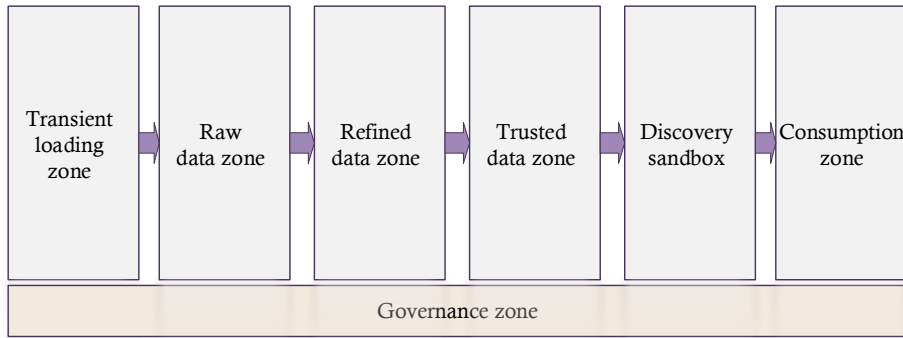 Transient
loading
zone
Raw
data zone
Refined
data zone
Trusted
data zone
Discovery
sandbox
Consumption
zone
Governance zone